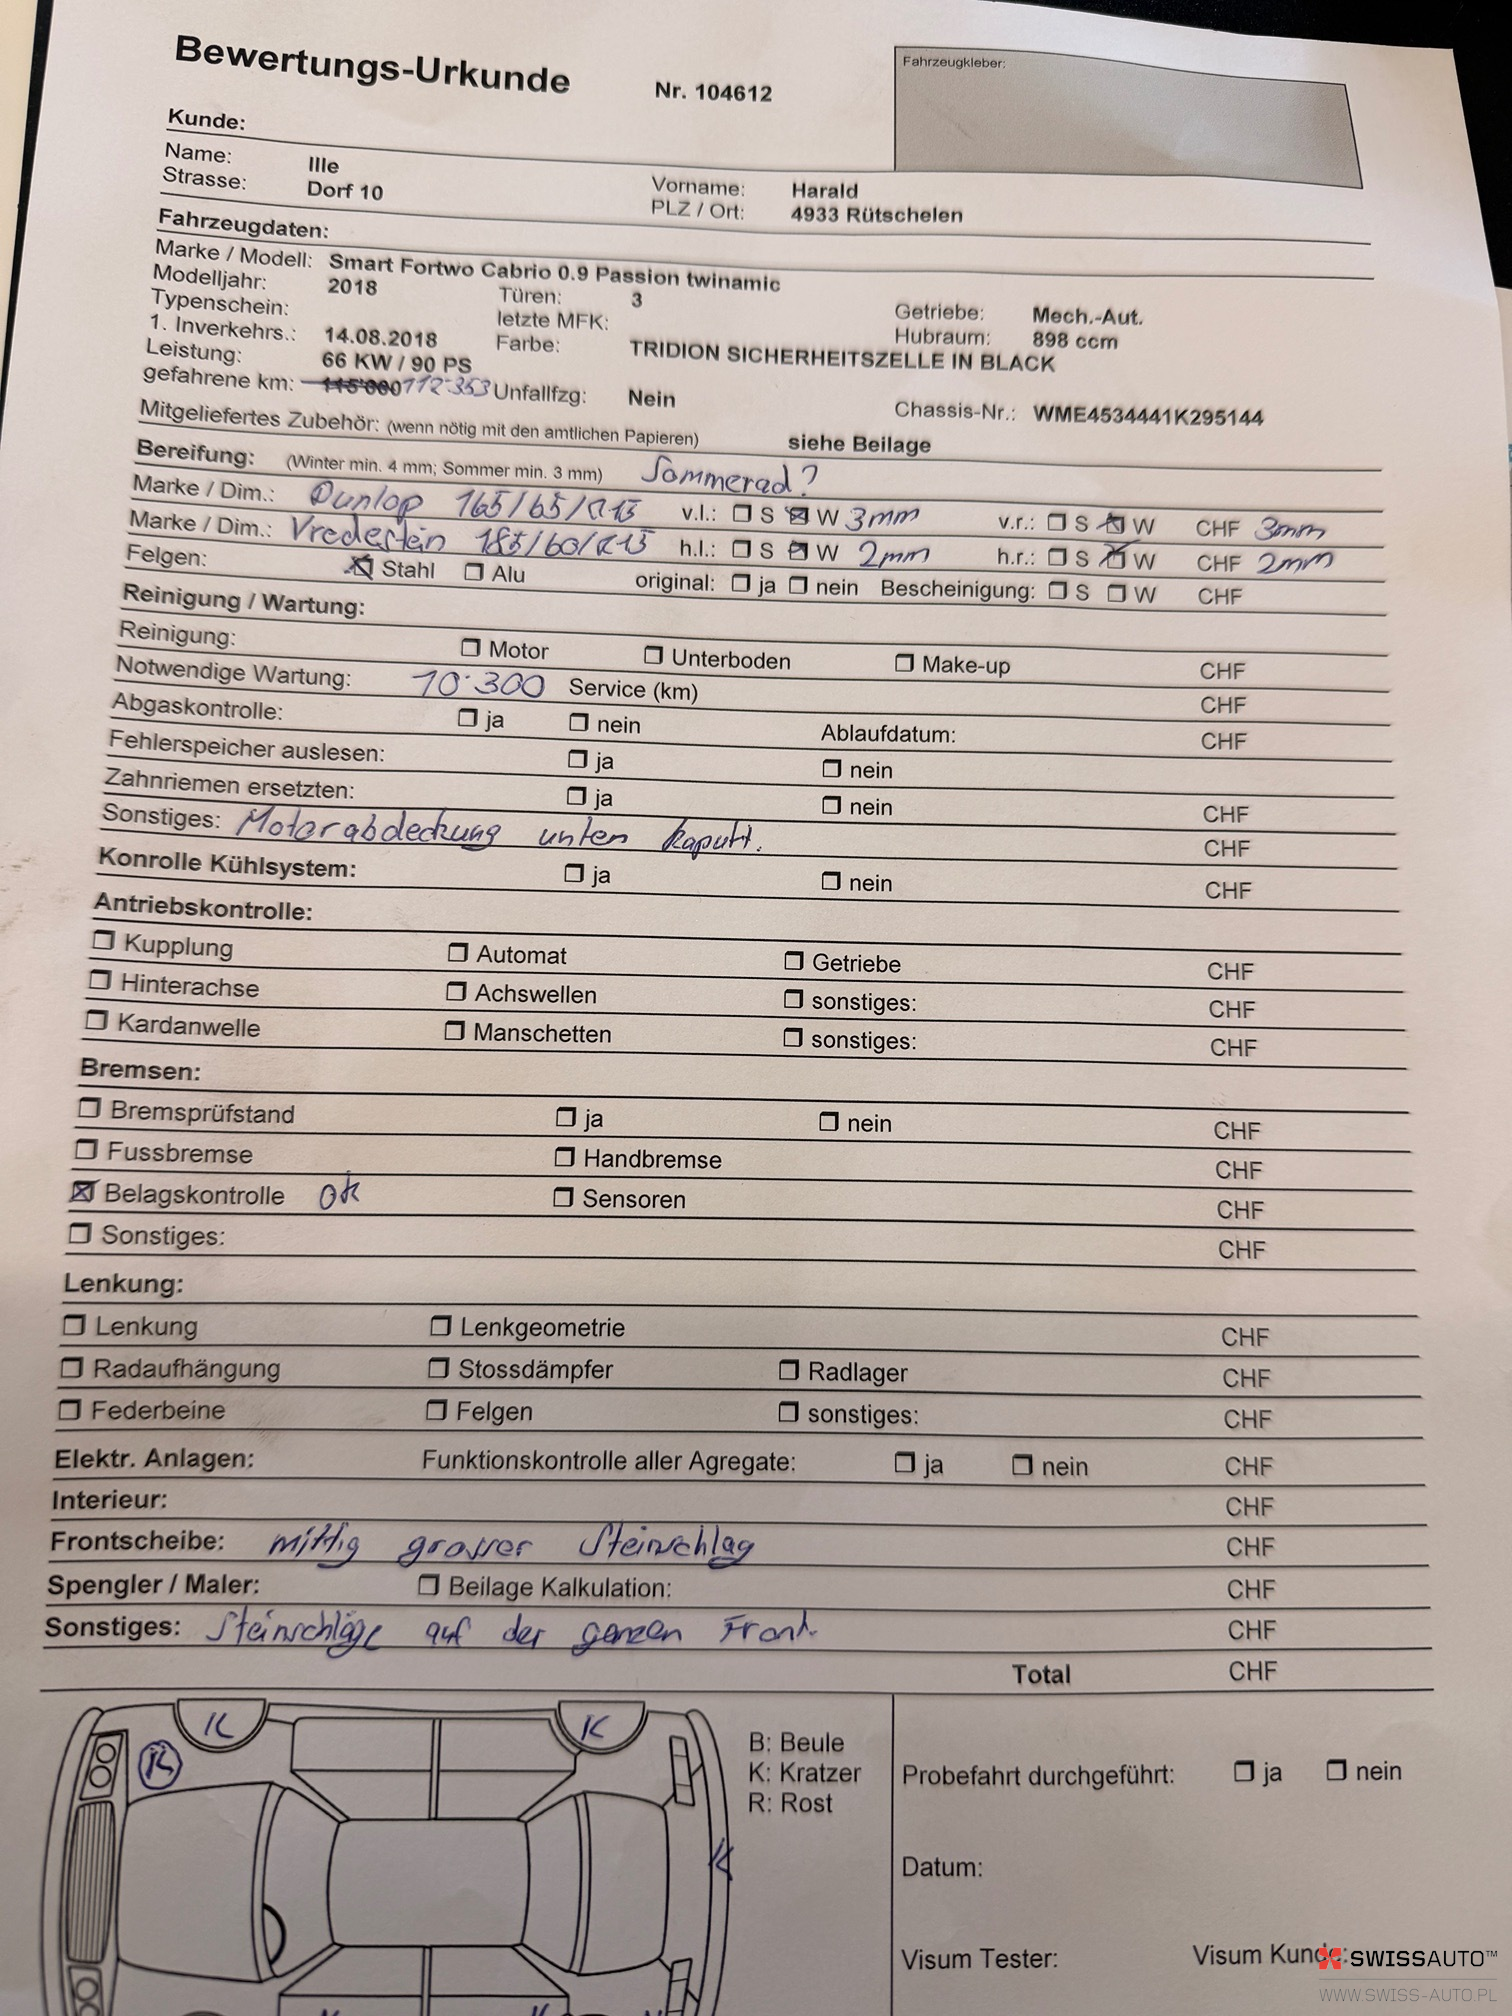 Bewertungs-Urkunde Nr. 104612 Fahrzeugkleber:
Kunde:
Name: Ille Vorname: Harald
Strasse: Dorf 10 PLZ / Ort: 4933 Rütschelen
Fahrzeugdaten:
Marke / Modell: Smart Fortwo Cabrio 0.9 Passion twinamic
Modelljahr: 2018 Türen: 3 Getriebe: Mech.-Aut.
Typenschein: letzte MFK: Hubraum: 898 ccm
1. Inverkehrs.: 14.08.2018 Farbe: TRIDION SICHERHEITSZELLE IN BLACK
Leistung: 66 KW / 90 PS
gefahrene km: 115'000 112'353 Unfallfzg: Nein Chassis-Nr.: WME4534441K295144
Mitgeliefertes Zubehör: (wenn nötig mit den amtlichen Papieren) siehe Beilage
Bereifung: (Winter min. 4 mm; Sommer min. 3 mm) Sommerrad?
Marke / Dim.: Dunlop 165/65/R15 v.l.: S W 3mm v.r.: S W CHF 3mm
Marke / Dim.: Vredestein 185/60/R15 h.l.: S W 2mm h.r.: S W CHF 2mm
Felgen: Stahl Alu original: ja nein Bescheinigung: S W CHF
Reinigung / Wartung:
Reinigung: Motor Unterboden Make-up CHF
Notwendige Wartung: 10'300 Service (km) CHF
Abgaskontrolle: ja nein Ablaufdatum: CHF
Fehlerspeicher auslesen: ja nein
Zahnriemen ersetzten: ja nein CHF
Sonstiges: Motorabdeckung unten kaputt. CHF
Konrolle Kühlsystem: ja nein CHF
Antriebskontrolle:
Kupplung Automat Getriebe CHF
Hinterachse Achswellen sonstiges: CHF
Kardanwelle Manschetten sonstiges: CHF
Bremsen:
Bremsprüfstand ja nein CHF
Fussbremse Handbremse CHF
Belagskontrolle ok Sensoren CHF
Sonstiges: CHF
Lenkung:
Lenkung Lenkgeometrie CHF
Radaufhängung Stossdämpfer Radlager CHF
Federbeine Felgen sonstiges: CHF
Elektr. Anlagen: Funktionskontrolle aller Agregate: ja nein CHF
Interieur: CHF
Frontscheibe: mittig grosser Steinschlag CHF
Spengler / Maler: Beilage Kalkulation: CHF
Sonstiges: Steinschläge auf der ganzen Front. CHF
Total CHF
K K
K
B: Beule
K: Kratzer
R: Rost
Probefahrt durchgeführt: ja nein
K
Datum:
Visum Tester: Visum Kunde:
SWISSAUTO™
WWW.SWISS-AUTO.PL